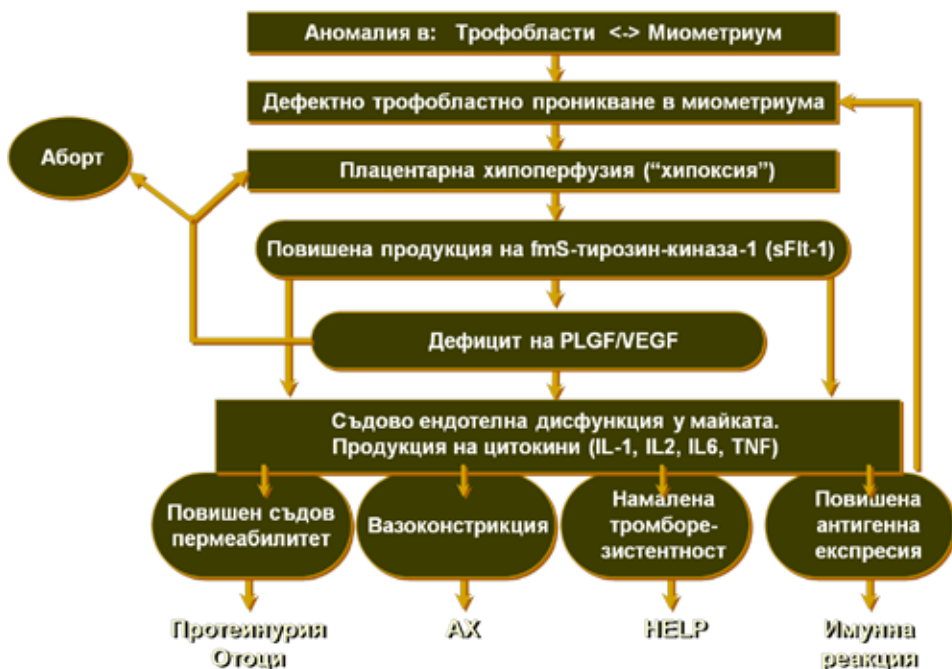 Аномалия в: Трофобласти <-> Миометриум
Дефектно трофобластно проникване в миометриума
Аборт
Плацентарна хипоперфузия (“хипоксия”)
Повишена продукция на fmS-тирозин-киназа-1 (sFlt-1)
Дефицит на PLGF/VEGF
Съдово ендотелна дисфункция у майката.
Продукция на цитокини (IL-1, IL2, IL6, TNF)
Повишен съдов
пермеабилитет
Вазоконстрикция
Намалена
тромборе-
зистентност
Повишена
антигенна
експресия
Протеинурия
Отоци
АХ
HELP
Имунна
реакция